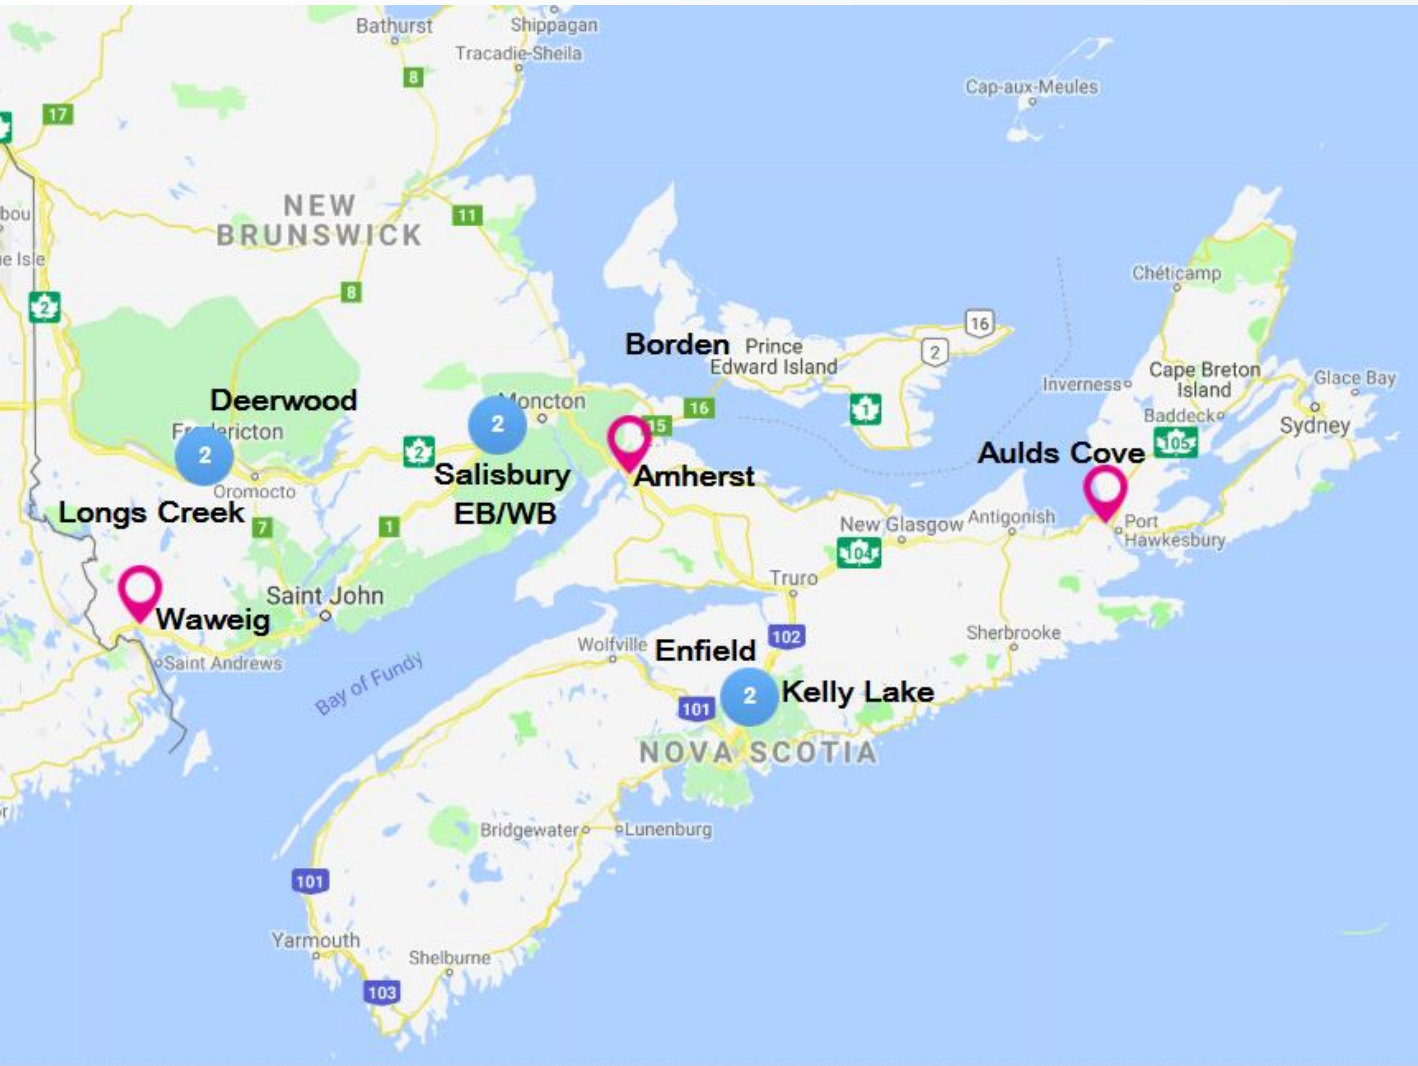 Bathurst
Shippagan
Tracadie-Sheila
8
Cap-aux-Meules
17
NEW
BRUNSWICK
11
bou
e Isle
Chéticamp
2
8
16
2
Borden
Prince
Edward Island
Cape Breton
Island
Inverness
Glace Bay
Deerwood
Moncton
16
1
Baddeck
Sydney
Fredericton
2
2
15
105
2
Aulds Cove
Salisbury
EB/WB
Amherst
Oromocto
Longs Creek
7
1
New Glasgow
Antigonish
Port
Hawkesbury
104
Truro
Saint John
Waweig
102
Sherbrooke
Saint Andrews
Wolfville
Enfield
Bay of Fundy
2
Kelly Lake
101
NOVA SCOTIA
Bridgewater
Lunenburg
101
Yarmouth
Shelburne
103